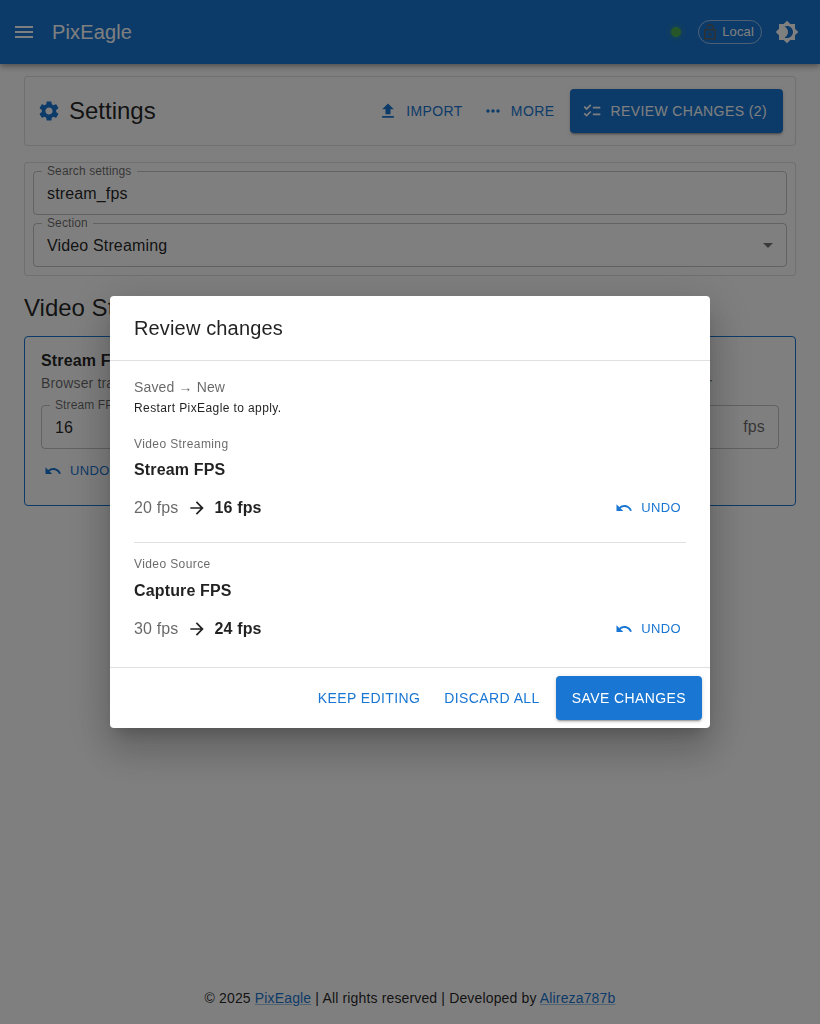 PixEagle
Local
Settings
IMPORT
MORE
REVIEW CHANGES (2)
Search settings
stream_fps
Section
Video Streaming
Review changes
Saved → New
Restart PixEagle to apply.
Video Streaming
Stream FPS
20 fps → 16 fps
UNDO
Video Source
Capture FPS
30 fps → 24 fps
UNDO
KEEP EDITING
DISCARD ALL
SAVE CHANGES
Video
Stream
Browser
Stream
16
fps
UNDO
© 2025 PixEagle | All rights reserved | Developed by Alireza787b